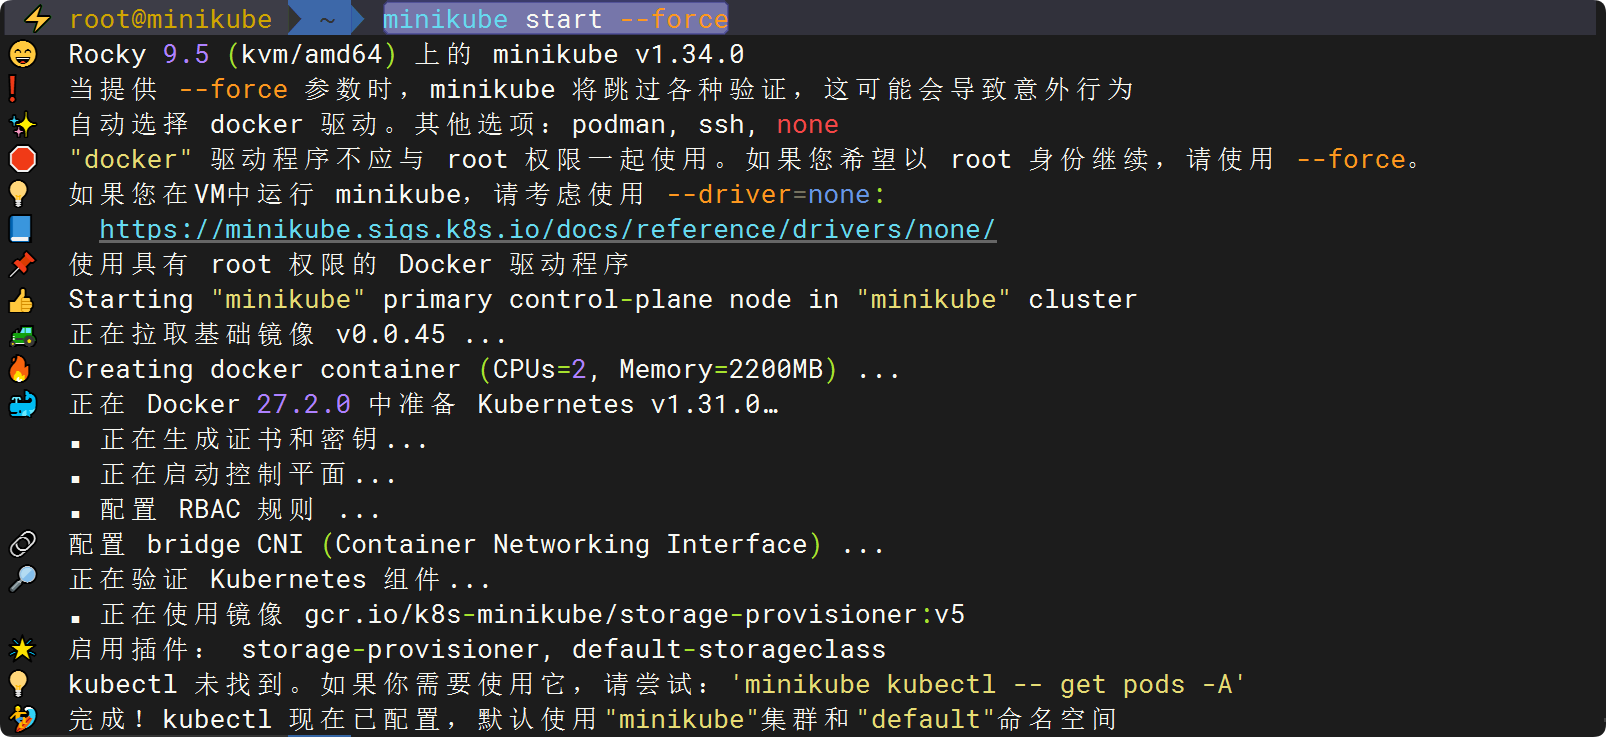 root@minikube ~ minikube start --force
Rocky 9.5 (kvm/amd64) 上的 minikube v1.34.0
当提供 --force 参数时，minikube 将跳过各种验证，这可能会导致意外行为
自动选择 docker 驱动。其他选项：podman, ssh, none
"docker" 驱动程序不应与 root 权限一起使用。如果您希望以 root 身份继续，请使用 --force。
如果您在VM中运行 minikube，请考虑使用 --driver=none:
https://minikube.sigs.k8s.io/docs/reference/drivers/none/
使用具有 root 权限的 Docker 驱动程序
Starting "minikube" primary control-plane node in "minikube" cluster
正在拉取基础镜像 v0.0.45 ...
Creating docker container (CPUs=2, Memory=2200MB) ...
正在 Docker 27.2.0 中准备 Kubernetes v1.31.0…
▪ 正在生成证书和密钥...
▪ 正在启动控制平面...
▪ 配置 RBAC 规则 ...
配置 bridge CNI (Container Networking Interface) ...
正在验证 Kubernetes 组件...
▪ 正在使用镜像 gcr.io/k8s-minikube/storage-provisioner:v5
启用插件： storage-provisioner, default-storageclass
kubectl 未找到。如果你需要使用它，请尝试：'minikube kubectl -- get pods -A'
完成！kubectl 现在已配置，默认使用"minikube"集群和"default"命名空间